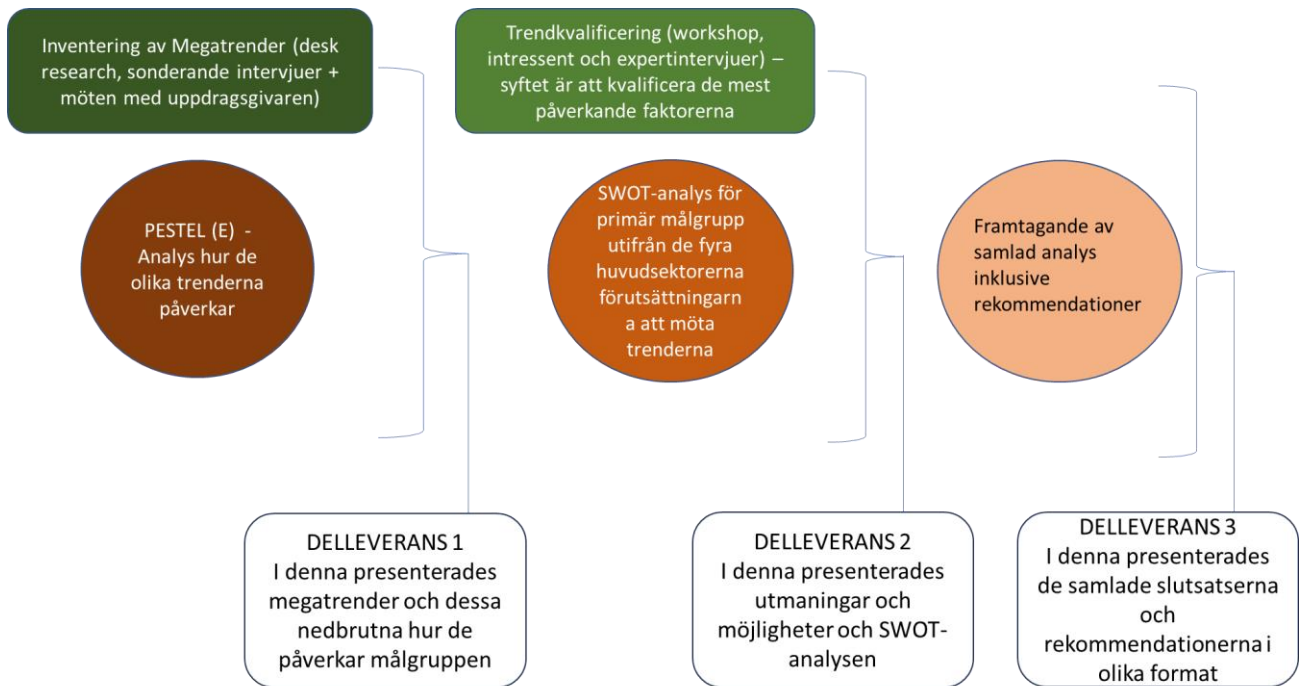 Inventering av Megatrender (desk
research, sonderande intervjuer +
möten med uppdragsgivaren)
PESTEL (E)  -
Analys hur de
olika trenderna
påverkar
DELLEVERANS 1
I denna presenterades
megatrender och dessa
nedbrutna hur de
påverkar målgruppen
Trendkvalificering (workshop,
intressent och expertintervjuer) –
syftet är att kvalificera de mest
påverkande faktorerna
SWOT-analys för
primär målgrupp
utifrån de fyra
huvudsektorerna
förutsättningarn
a att möta
trenderna
DELLEVERANS 2
I denna presenterades
utmaningar och
möjligheter och SWOT-
analysen
Framtagande av
samlad analys
inklusive
rekommendationer
DELLEVERANS 3
I denna presenterades
de samlade slutsatserna
och
rekommendationerna i
olika format